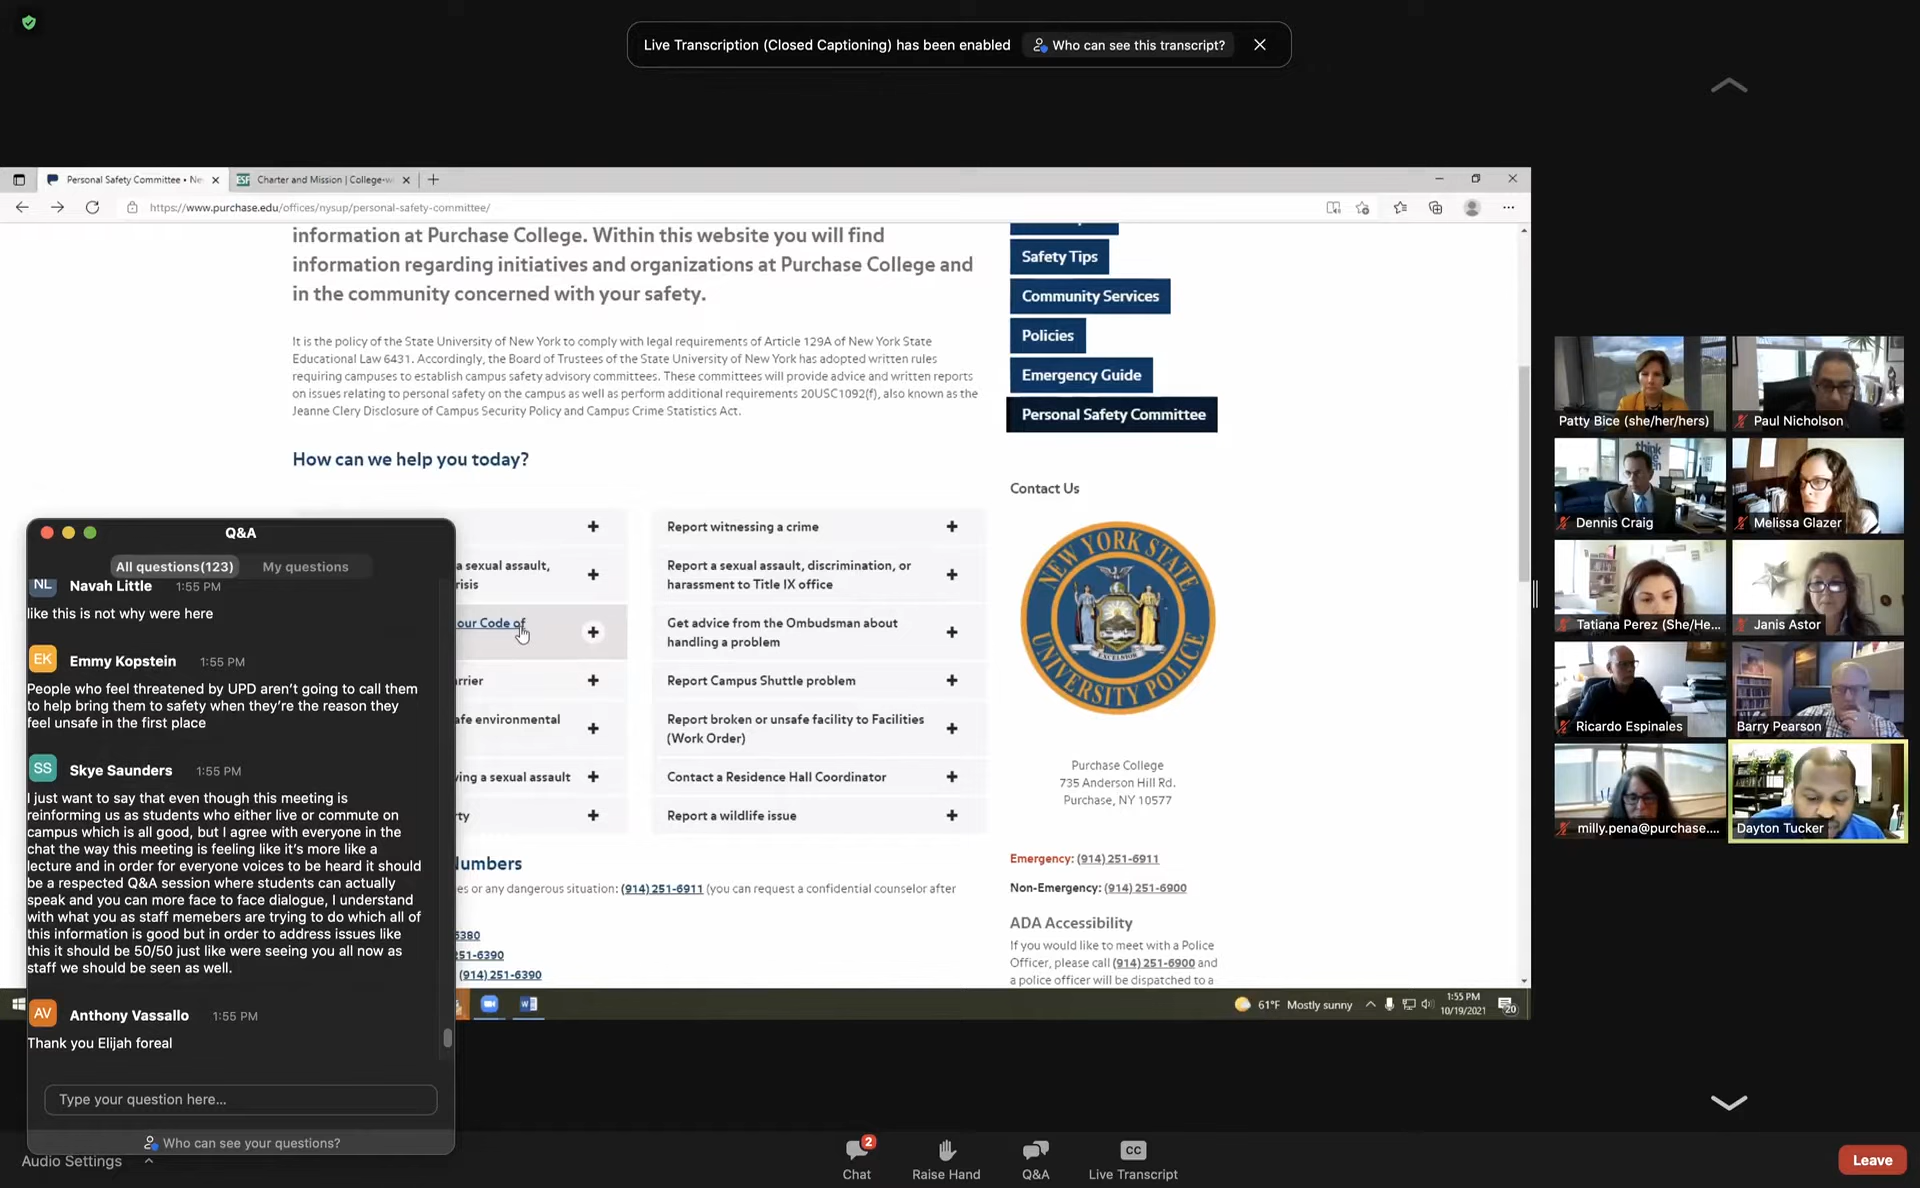 Live Transcription (Closed Captioning) has been enabled
Who can see this transcript?
Personal Safety Committee • Ne
ESF
Charter and Mission | College-w
https://www.purchase.edu/offices/nysup/personal-safety-committee/
information at Purchase College. Within this website you will find
information regarding initiatives and organizations at Purchase College and
in the community concerned with your safety.
It is the policy of the State University of New York to comply with legal requirements of Article 129A of New York State
Educational Law 6431. Accordingly, the Board of Trustees of the State University of New York has adopted written rules
requiring campuses to establish campus safety advisory committees. These committees will provide advice and written reports
on issues relating to personal safety on the campus as well as perform additional requirements 20USC1092(f), also known as the
Jeanne Clery Disclosure of Campus Security Policy and Campus Crime Statistics Act.
How can we help you today?
a sexual assault,
risis
our Code of
rrier
afe environmental
ving a sexual assault
rty
Report witnessing a crime
Report a sexual assault, discrimination, or
harassment to Title IX office
Get advice from the Ombudsman about
handling a problem
Report Campus Shuttle problem
Report broken or unsafe facility to Facilities
(Work Order)
Contact a Residence Hall Coordinator
Report a wildlife issue
Numbers
es or any dangerous situation: (914) 251-6911 (you can request a confidential counselor after
6380
251-6390
(914) 251-6390
Safety Tips
Community Services
Policies
Emergency Guide
Personal Safety Committee
Contact Us
NEW YORK STATE
UNIVERSITY POLICE
EXCELSIOR
Purchase College
735 Anderson Hill Rd.
Purchase, NY 10577
Emergency: (914) 251-6911
Non-Emergency: (914) 251-6900
ADA Accessibility
If you would like to meet with a Police
Officer, please call (914) 251-6900 and
a police officer will be dispatched to a
61°F Mostly sunny
1:55 PM
10/19/2021
20
Q&A
All questions(123)
My questions
NL
Navah Little 1:55 PM
like this is not why were here
EK
Emmy Kopstein 1:55 PM
People who feel threatened by UPD aren't going to call them
to help bring them to safety when they're the reason they
feel unsafe in the first place
SS
Skye Saunders 1:55 PM
I just want to say that even though this meeting is
reinforming us as students who either live or commute on
campus which is all good, but I agree with everyone in the
chat the way this meeting is feeling like it's more like a
lecture and in order for everyone voices to be heard it should
be a respected Q&A session where students can actually
speak and you can more face to face dialogue, I understand
with what you as staff memebers are trying to do which all of
this information is good but in order to address issues like
this it should be 50/50 just like were seeing you all now as
staff we should be seen as well.
AV
Anthony Vassallo 1:55 PM
Thank you Elijah foreal
Type your question here...
Who can see your questions?
Patty Bice (she/her/hers)
Paul Nicholson
think
Dennis Craig
Melissa Glazer
Tatiana Perez (She/He...
Janis Astor
Ricardo Espinales
Barry Pearson
milly.pena@purchase....
Dayton Tucker
Audio Settings
2
Chat
Raise Hand
Q&A
CC
Live Transcript
Leave